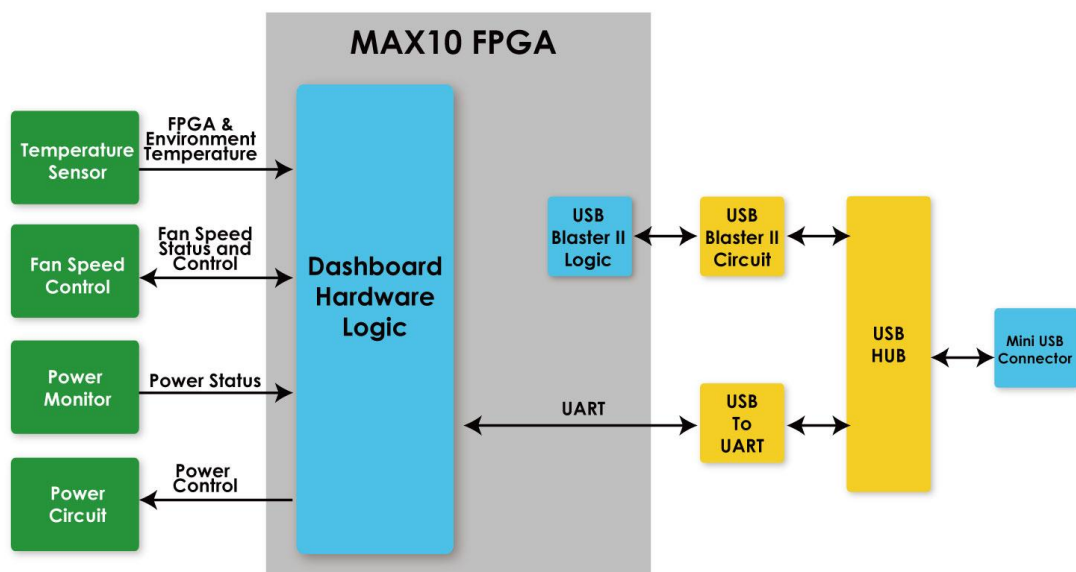 MAX10 FPGA
Temperature
Sensor
FPGA &
Environment
Temperature
Fan Speed
Control
Fan Speed
Status and
Control
Power
Monitor
Power Status
Power
Circuit
Power
Control
Dashboard
Hardware
Logic
USB
Blaster II
Logic
USB
Blaster II
Circuit
UART
USB
To
UART
USB
HUB
Mini USB
Connector